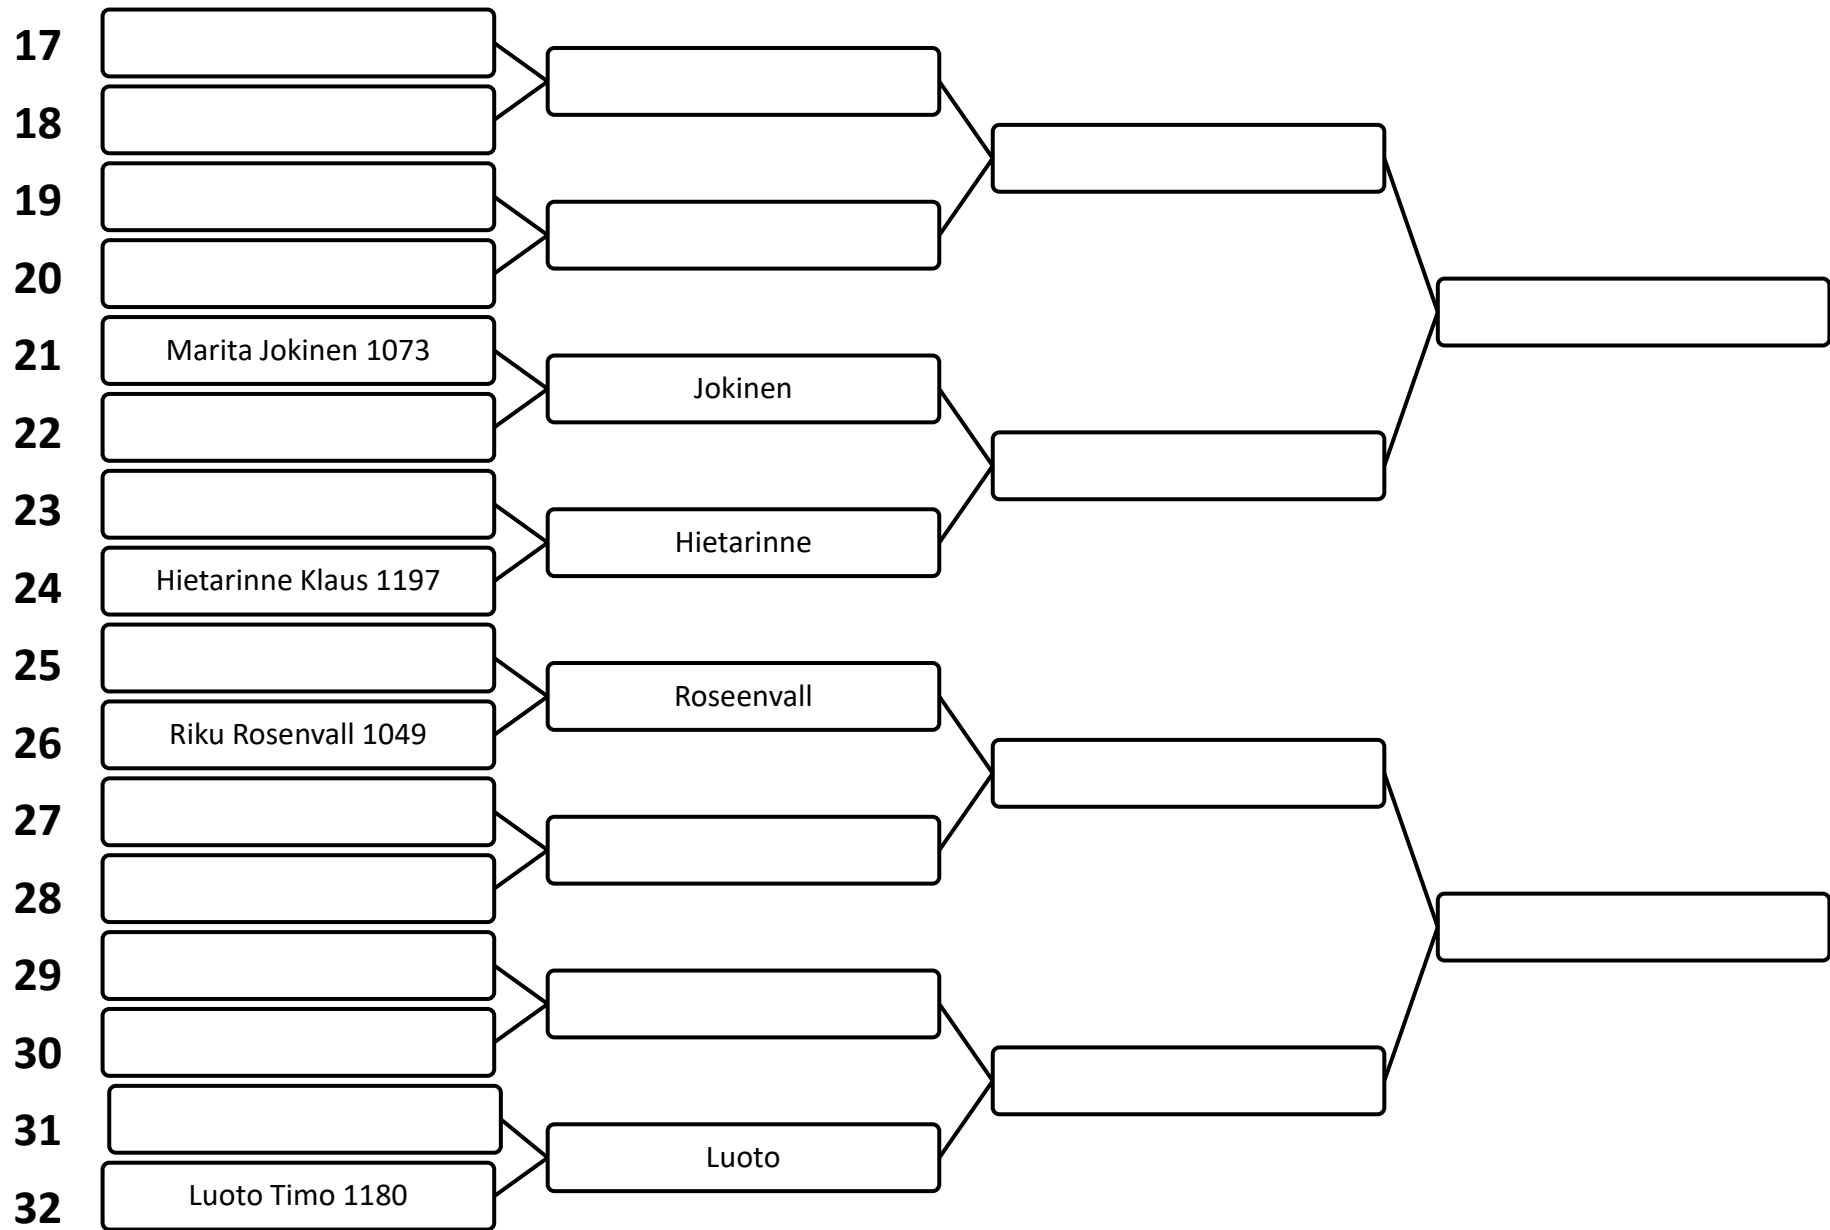 17
18
19
20
21 Marita Jokinen 1073
Jokinen
22
23
Hietarinne
24 Hietarinne Klaus 1197
25
Roseenvall
26 Riku Rosenvall 1049
27
28
29
30
31
Luoto
32 Luoto Timo 1180